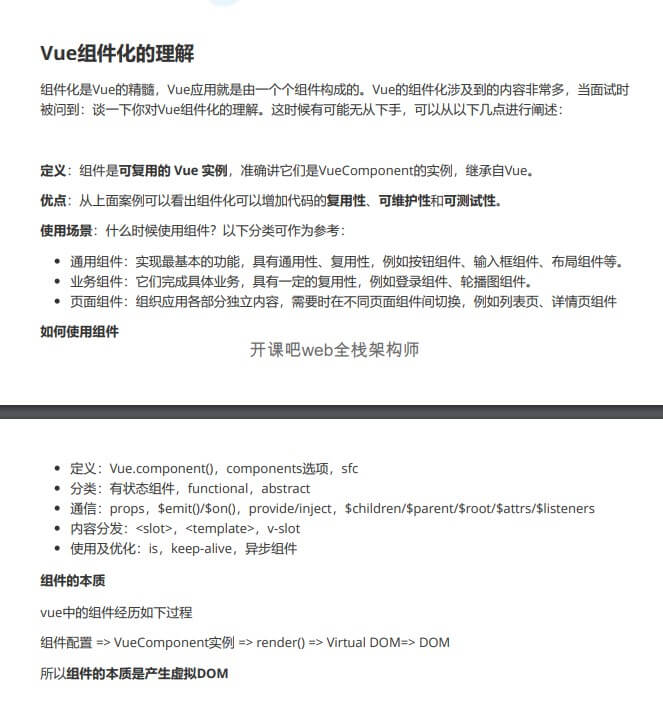 Vue组件化的理解
组件化是Vue的精髓，Vue应用就是由一个个组件构成的。Vue的组件化涉及到的内容非常多，当面试时
被问到：谈一下你对Vue组件化的理解。这时候有可能无从下手，可以从以下几点进行阐述：
定义：组件是可复用的 Vue 实例，准确讲它们是VueComponent的实例，继承自Vue。
优点：从上面案例可以看出组件化可以增加代码的复用性、可维护性和可测试性。
使用场景：什么时候使用组件？以下分类可作为参考：
• 通用组件：实现最基本的功能，具有通用性、复用性，例如按钮组件、输入框组件、布局组件等。
• 业务组件：它们完成具体业务，具有一定的复用性，例如登录组件、轮播图组件。
• 页面组件：组织应用各部分独立内容，需要时在不同页面组件间切换，例如列表页、详情页组件
如何使用组件
开课吧web全栈架构师
• 定义：Vue.component()，components选项，sfc
• 分类：有状态组件，functional，abstract
• 通信：props，$emit()/$on()，provide/inject，$children/$parent/$root/$attrs/$listeners
• 内容分发：<slot>，<template>，v-slot
• 使用及优化：is，keep-alive，异步组件
组件的本质
vue中的组件经历如下过程
组件配置 => VueComponent实例 => render() => Virtual DOM=> DOM
所以组件的本质是产生虚拟DOM